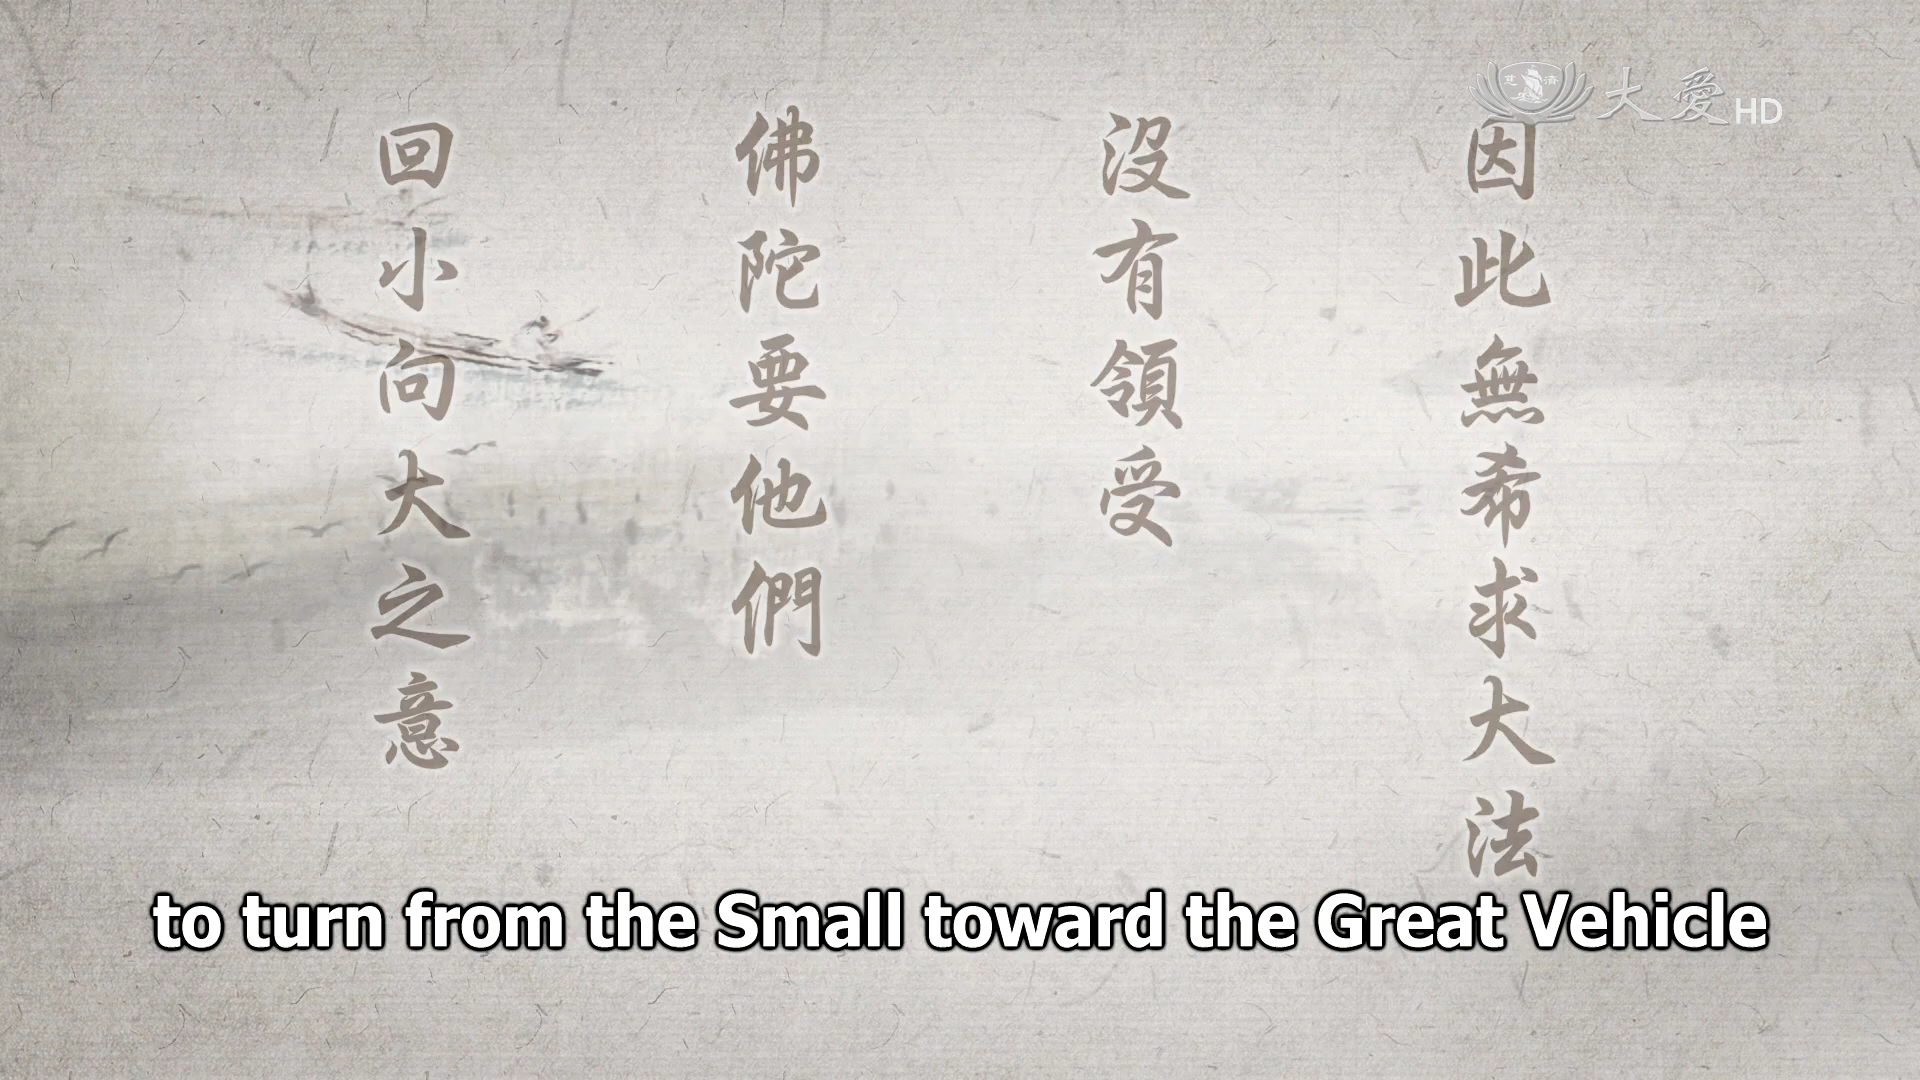 大愛HD
因此無希求大法
沒有領受
佛陀要他們
回小向大之意
to turn from the Small toward the Great Vehicle